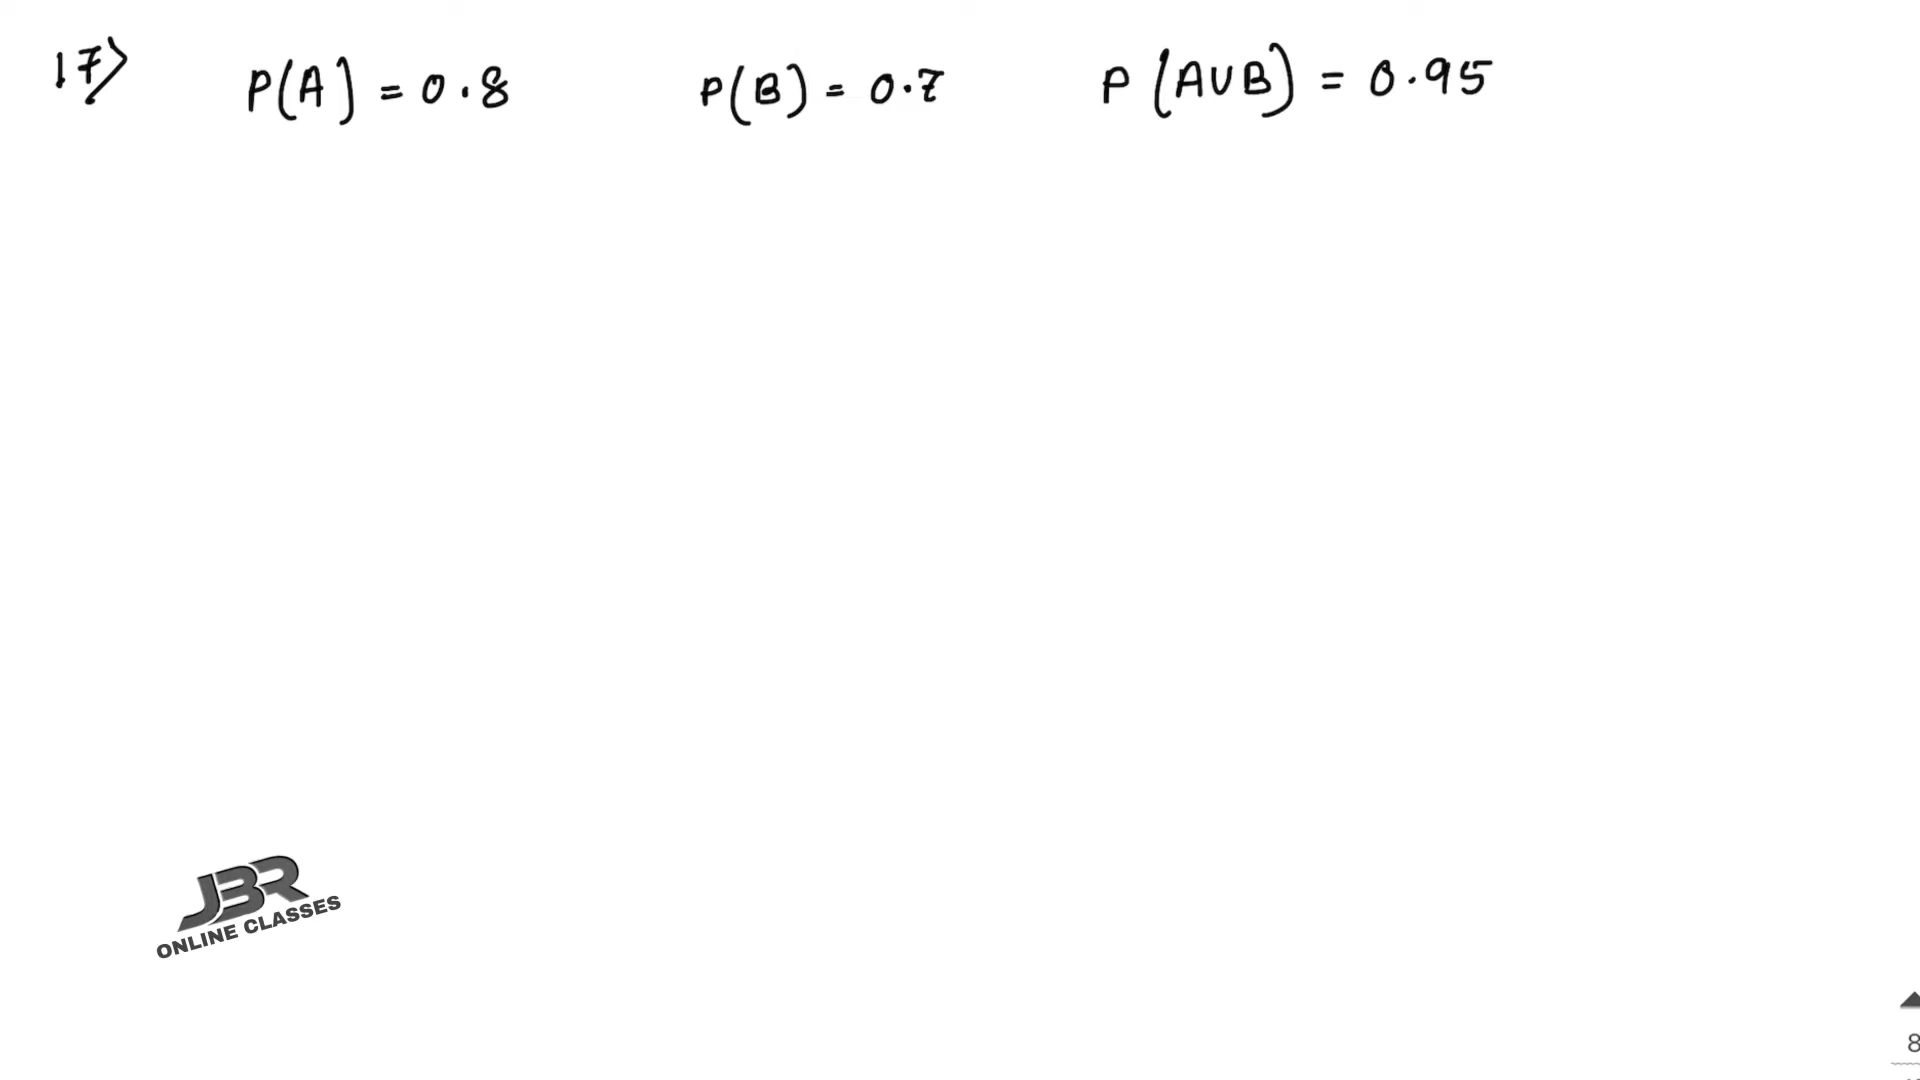 17> P(A) = 0.8 P(B) = 0.7 P(A∪B) = 0.95
JBR
ONLINE CLASSES
8